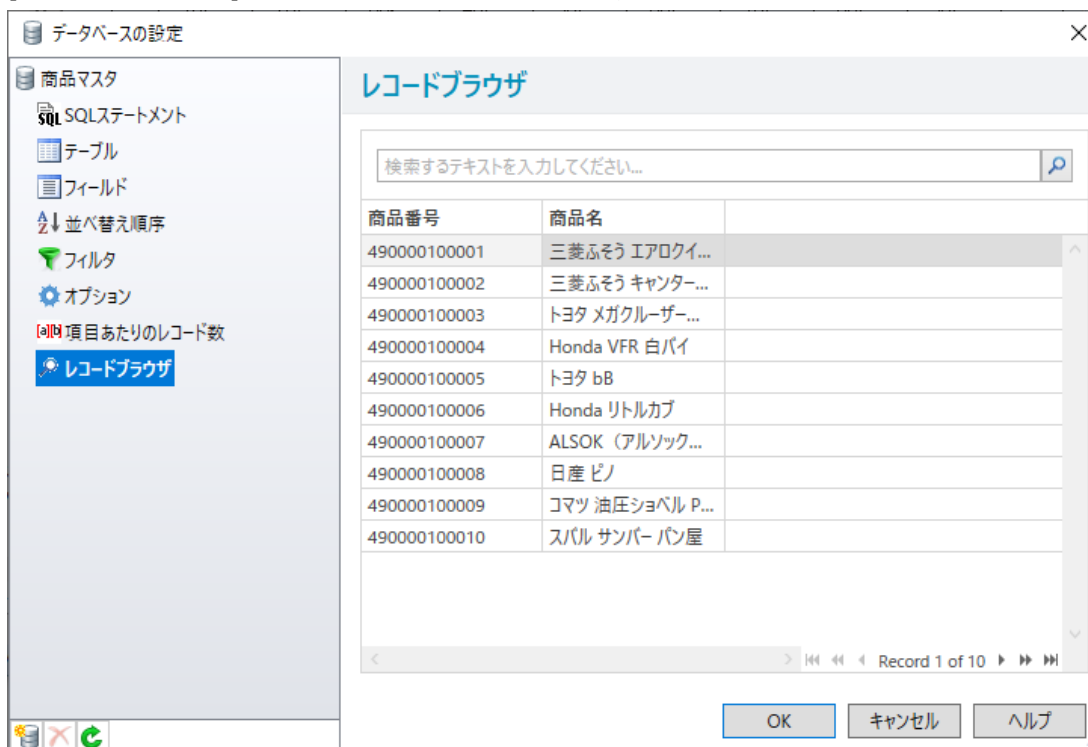 データベースの設定
商品マスタ
SQLステートメント
テーブル
フィールド
並べ替え順序
フィルタ
オプション
項目あたりのレコード数
レコードブラウザ
レコードブラウザ
検索するテキストを入力してください...
商品番号 商品名
490000100001 三菱ふそう エアロクイ...
490000100002 三菱ふそう キャンター...
490000100003 トヨタ メガクルーザー...
490000100004 Honda VFR 白バイ
490000100005 トヨタ bB
490000100006 Honda リトルカブ
490000100007 ALSOK（アルソック...
490000100008 日産 ピノ
490000100009 コマツ 油圧ショベル P...
490000100010 スバル サンバー パン屋
Record 1 of 10
OK キャンセル ヘルプ